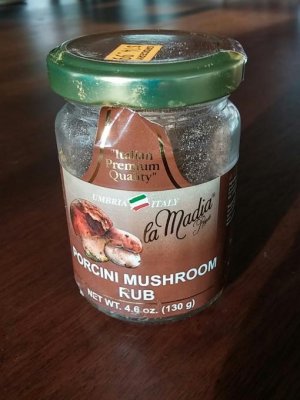 "Italian
Premium
Quality"
UMBRIA ITALY
la Madia
PORCINI MUSHROOM
RUB
NET WT. 4.6 oz. (130 g)